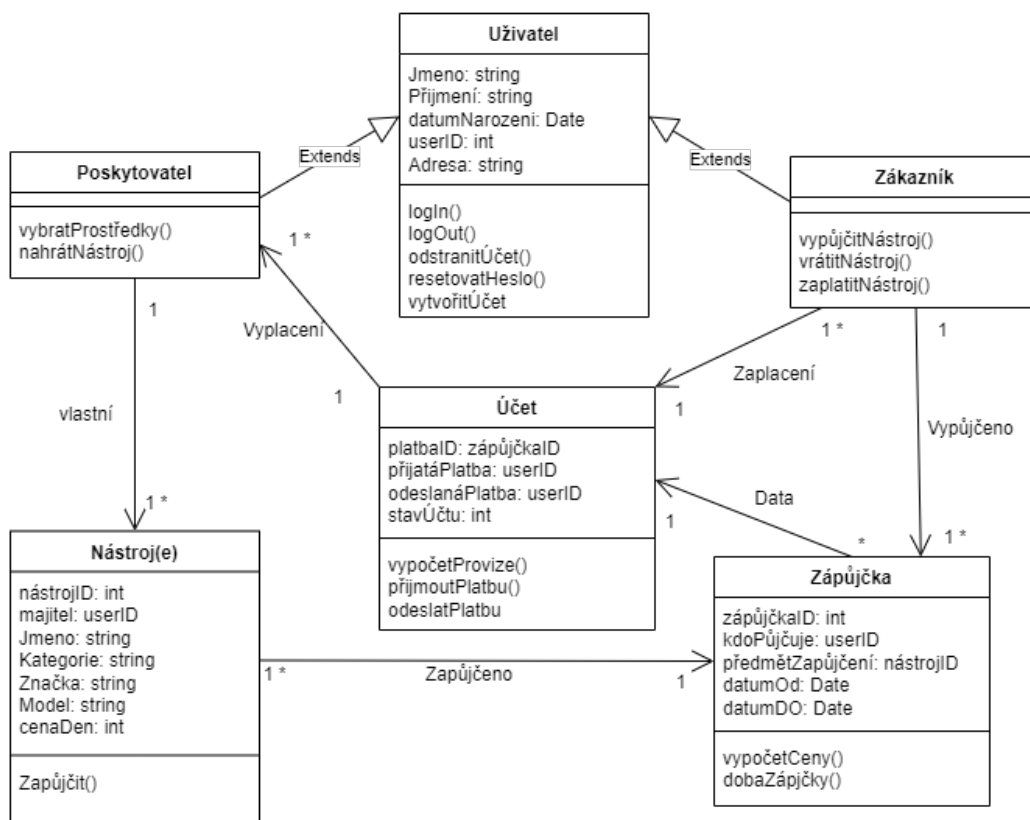 Uživatel
Jmeno: string
Přijmení: string
datumNarozeni: Date
userID: int
Adresa: string
logIn()
logOut()
odstranitÚčet()
resetovatHeslo()
vytvořitÚčet
Extends
Extends
Poskytovatel
vybratProstředky()
nahrátNástroj()
Zákazník
vypůjčitNástroj()
vrátitNástroj()
zaplatitNástroj()
1 *
1
Vyplacení
1
1 *
Zaplacení
1
1
Vypůjčeno
1 *
vlastní
1 *
Účet
platbaID: zápůjčkaID
přijatáPlatba: userID
odeslanáPlatba: userID
stavÚčtu: int
vypočetProvize()
přijmoutPlatbu()
odeslatPlatbu
Data
1
*
Nástroj(e)
nástrojID: int
majitel: userID
Jmeno: string
Kategorie: string
Značka: string
Model: string
cenaDen: int
Zapůjčit()
1 *
Zapůjčeno
1
Zápůjčka
zápůjčkaID: int
kdoPůjčuje: userID
předmětZapůjčení: nástrojID
datumOd: Date
datumDO: Date
vypočetCeny()
dobaZápjčky()